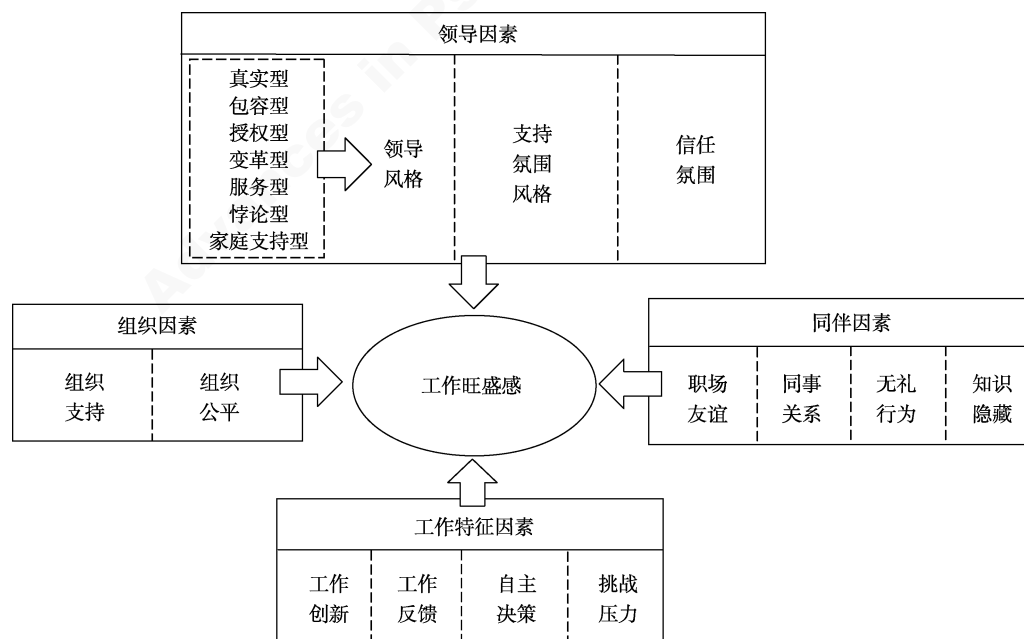 领导因素
真实型
包容型
授权型
变革型
服务型
悖论型
家庭支持型
领导
风格
支持
氛围
风格
信任
氛围
组织因素
组织
支持
组织
公平
工作旺盛感
同伴因素
职场
友谊
同事
关系
无礼
行为
知识
隐藏
工作特征因素
工作
创新
工作
反馈
自主
决策
挑战
压力